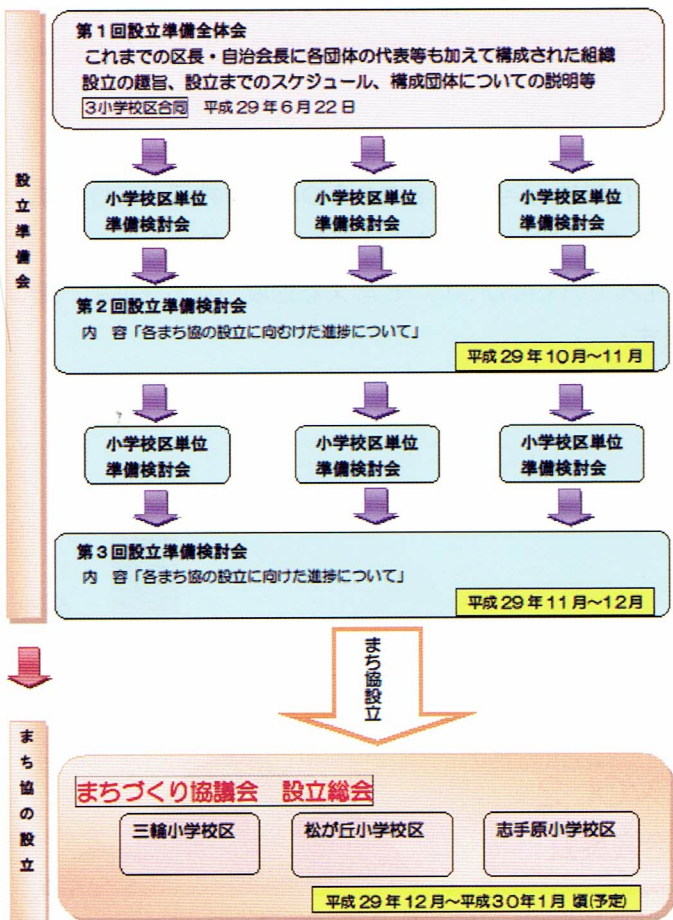 設立準備会
第1回設立準備全体会
これまでの区長・自治会長に各団体の代表等も加えて構成された組織
設立の趣旨、設立までのスケジュール、構成団体についての説明等
3小学校区合同 平成29年6月22日
小学校区単位
準備検討会
小学校区単位
準備検討会
小学校区単位
準備検討会
第2回設立準備検討会
内 容「各まち協の設立に向むけた進捗について」
平成29年10月~11月
小学校区単位
準備検討会
小学校区単位
準備検討会
小学校区単位
準備検討会
第3回設立準備検討会
内 容「各まち協の設立に向けた進捗について」
平成29年11月~12月
まち協設立
まち協の設立
まちづくり協議会 設立総会
三輪小学校区
松が丘小学校区
志手原小学校区
平成29年12月~平成30年1月 頃(予定)